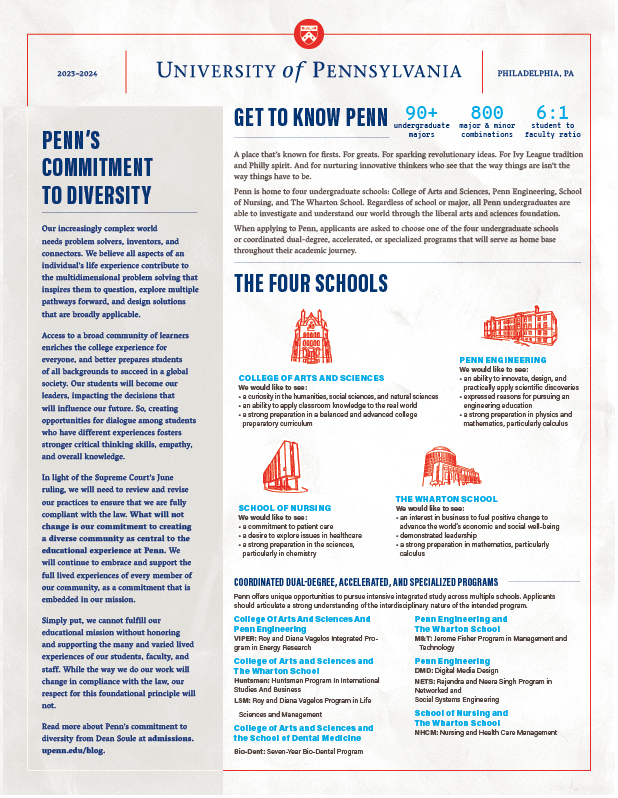 2023–2024
UNIVERSITY of PENNSYLVANIA
PHILADELPHIA, PA
PENN'S
COMMITMENT
TO DIVERSITY
Our increasingly complex world
needs problem solvers, inventors, and
connectors. We believe all aspects of an
individual's life experience contribute to
the multidimensional problem solving that
inspires them to question, explore multiple
pathways forward, and design solutions
that are broadly applicable.
Access to a broad community of learners
enriches the college experience for
everyone, and better prepares students
of all backgrounds to succeed in a global
society. Our students will become our
leaders, impacting the decisions that
will influence our future. So, creating
opportunities for dialogue among students
who have different experiences fosters
stronger critical thinking skills, empathy,
and overall knowledge.
In light of the Supreme Court's June
ruling, we will need to review and revise
our practices to ensure that we are fully
compliant with the law. What will not
change is our commitment to creating
a diverse community as central to the
educational experience at Penn. We
will continue to embrace and support the
full lived experiences of every member of
our community, as a commitment that is
embedded in our mission.
Simply put, we cannot fulfill our
educational mission without honoring
and supporting the many and varied lived
experiences of our students, faculty, and
staff. While the way we do our work will
change in compliance with the law, our
respect for this foundational principle will
not.
Read more about Penn's commitment to
diversity from Dean Soule at admissions.
upenn.edu/blog.
GET TO KNOW PENN
90+
undergraduate
majors
800
major & minor
combinations
6:1
student to
faculty ratio
A place that's known for firsts. For greats. For sparking revolutionary ideas. For Ivy League tradition
and Philly spirit. And for nurturing innovative thinkers who see that the way things are isn't the
way things have to be.
Penn is home to four undergraduate schools: College of Arts and Sciences, Penn Engineering, School
of Nursing, and The Wharton School. Regardless of school or major, all Penn undergraduates are
able to investigate and understand our world through the liberal arts and sciences foundation.
When applying to Penn, applicants are asked to choose one of the four undergraduate schools
or coordinated dual-degree, accelerated, or specialized programs that will serve as home base
throughout their academic journey.
THE FOUR SCHOOLS
COLLEGE OF ARTS AND SCIENCES
We would like to see:
• a curiosity in the humanities, social sciences, and natural sciences
• an ability to apply classroom knowledge to the real world
• a strong preparation in a balanced and advanced college
preparatory curriculum
PENN ENGINEERING
We would like to see:
• an ability to innovate, design, and
practically apply scientific discoveries
• expressed reasons for pursuing an
engineering education
• a strong preparation in physics and
mathematics, particularly calculus
SCHOOL OF NURSING
We would like to see:
• a commitment to patient care
• a desire to explore issues in healthcare
• a strong preparation in the sciences,
particularly in chemistry
THE WHARTON SCHOOL
We would like to see:
• an interest in business to fuel positive change to
advance the world's economic and social well-being
• demonstrated leadership
• a strong preparation in mathematics, particularly
calculus
COORDINATED DUAL-DEGREE, ACCELERATED, AND SPECIALIZED PROGRAMS
Penn offers unique opportunities to pursue intensive integrated study across multiple schools. Applicants
should articulate a strong understanding of the interdisciplinary nature of the intended program.
College Of Arts And Sciences And
Penn Engineering
VIPER: Roy and Diana Vagelos Integrated Pro-
gram in Energy Research
College of Arts and Sciences and
The Wharton School
Huntsman: Huntsman Program In International
Studies And Business
LSM: Roy and Diana Vagelos Program in Life
Sciences and Management
College of Arts and Sciences and
the School of Dental Medicine
Bio-Dent: Seven-Year Bio-Dental Program
Penn Engineering and
The Wharton School
M&T: Jerome Fisher Program in Management and
Technology
Penn Engineering
DMD: Digital Media Design
NETS: Rajendra and Neera Singh Program in
Networked and
Social Systems Engineering
School of Nursing and
The Wharton School
NHCM: Nursing and Health Care Management